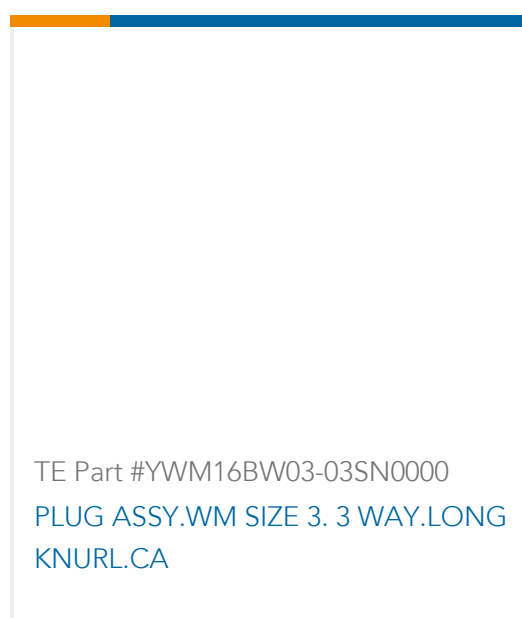 TE Part #YWM16BW03-03SN0000
PLUG ASSY.WM SIZE 3. 3 WAY.LONG
KNURL.CA